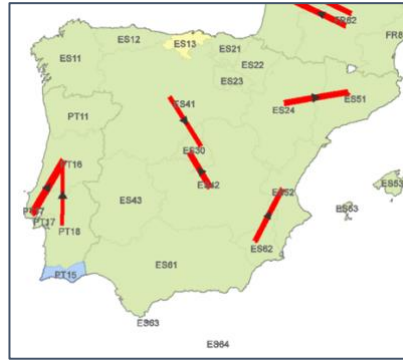 FR82
ES12
ES13
ES21
FR8
ES11
ES22
ES23
ES41
ES24
ES51
PT11
ES30
PT16
ES42
ES52
ES53
ES53
ES43
PT17
PT18
ES61
ES62
PT15
ES63
ES64